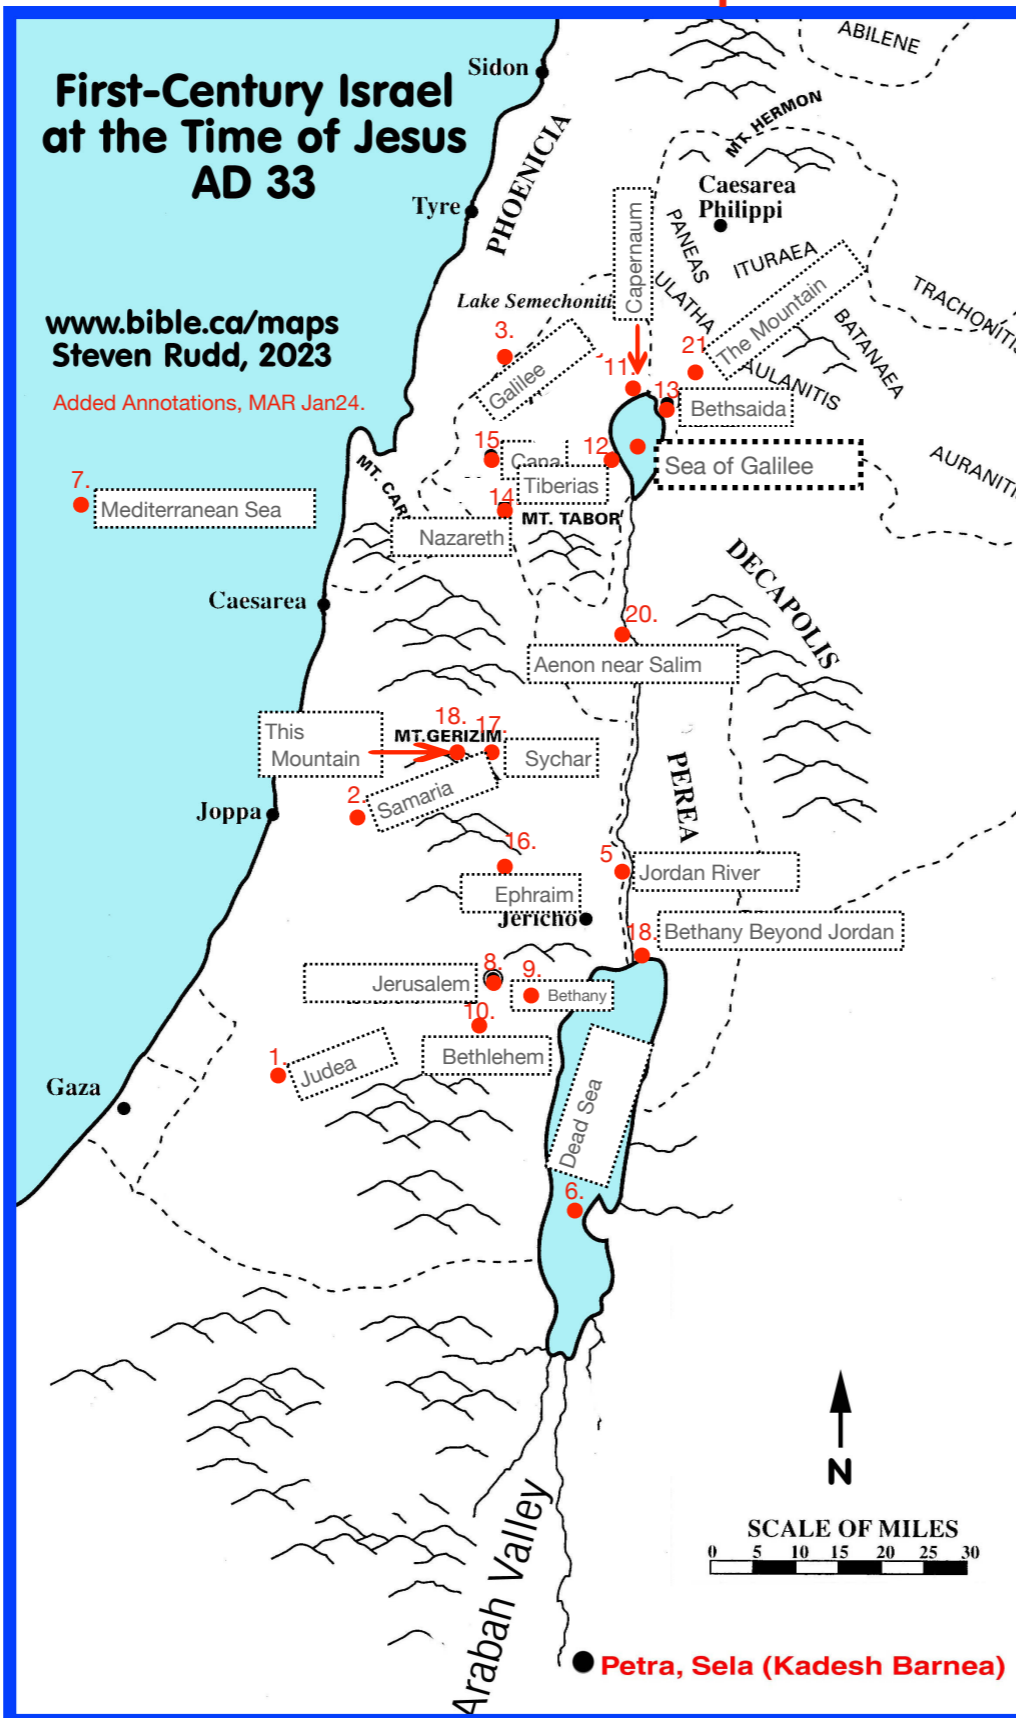 First-Century Israel
at the Time of Jesus
AD 33
www.bible.ca/maps
Steven Rudd, 2023
Added Annotations, MAR Jan24.
ABILENE
Sidon
MT. HERMON
PHOENICIA
Caesarea
Philippi
Tyre
Capernaum
PANEAS
ITURAEA
ULATHA
The Mountain
TRACHONITIS
Lake Semechoniti
3.
Galilee
BATANAEA
21
AULANITIS
11.
13
Bethsaida
15
Cana
12.
Sea of Galilee
AURANITI
MT. CAR
7.
Mediterranean Sea
Tiberias
14
MT. TABOR
Nazareth
DECAPOLIS
Caesarea
20.
Aenon near Salim
This
Mountain
18.
MT.GERIZIM
17.
Sychar
PEREA
2.
Samaria
Joppa
16.
Ephraim
5
Jordan River
Jericho
18.
Bethany Beyond Jordan
8.
Jerusalem
9.
Bethany
10.
Bethlehem
1.
Judea
Gaza
Dead Sea
6.
N
Arabah Valley
SCALE OF MILES
0 5 10 15 20 25 30
Petra, Sela (Kadesh Barnea)